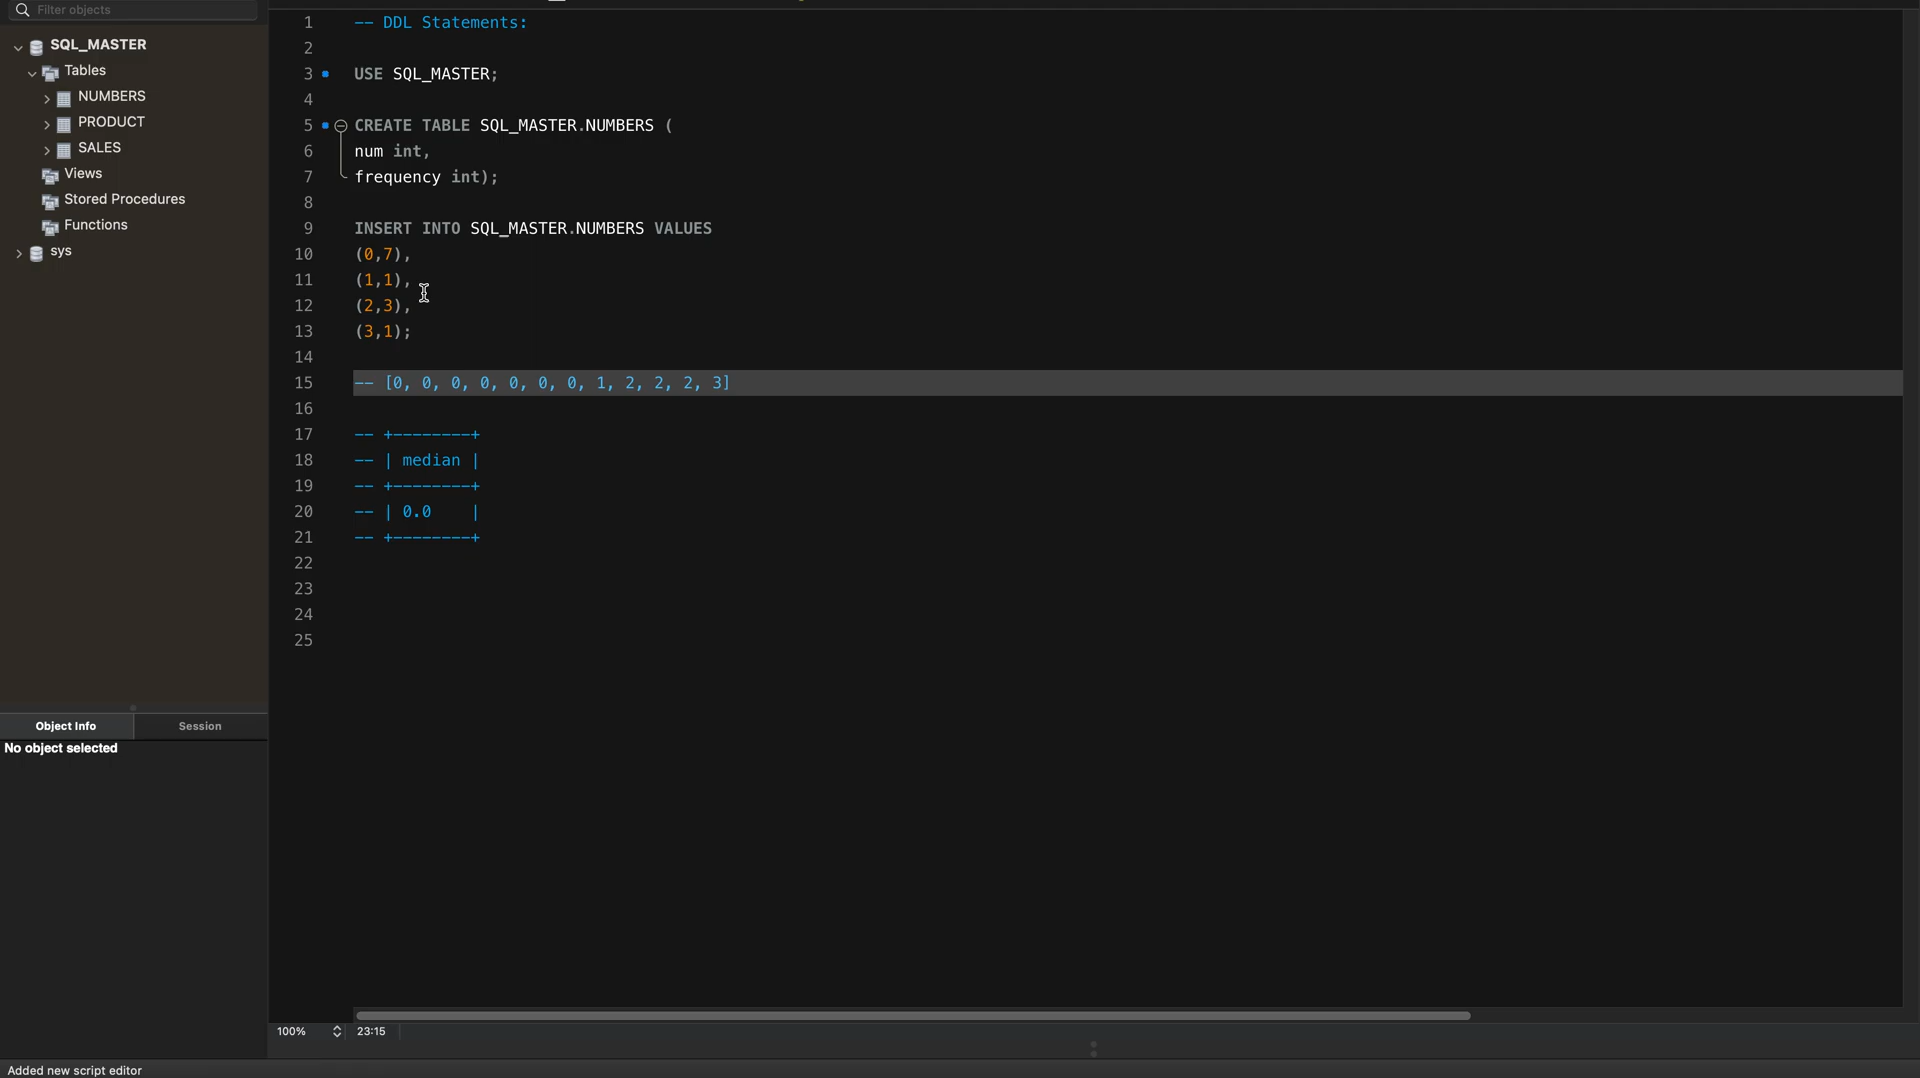 Filter objects
SQL_MASTER
Tables
NUMBERS
PRODUCT
SALES
Views
Stored Procedures
Functions
sys
Object Info Session
No object selected
1 -- DDL Statements:
2
3 USE SQL_MASTER;
4
5 CREATE TABLE SQL_MASTER.NUMBERS (
6 num int,
7 frequency int);
8
9 INSERT INTO SQL_MASTER.NUMBERS VALUES
10 (0,7),
11 (1,1),
12 (2,3),
13 (3,1);
14
15 -- [0, 0, 0, 0, 0, 0, 0, 1, 2, 2, 2, 3]
16
17 -- +--------+
18 -- | median |
19 -- +--------+
20 -- | 0.0    |
21 -- +--------+
22
23
24
25
100% 23:15
Added new script editor